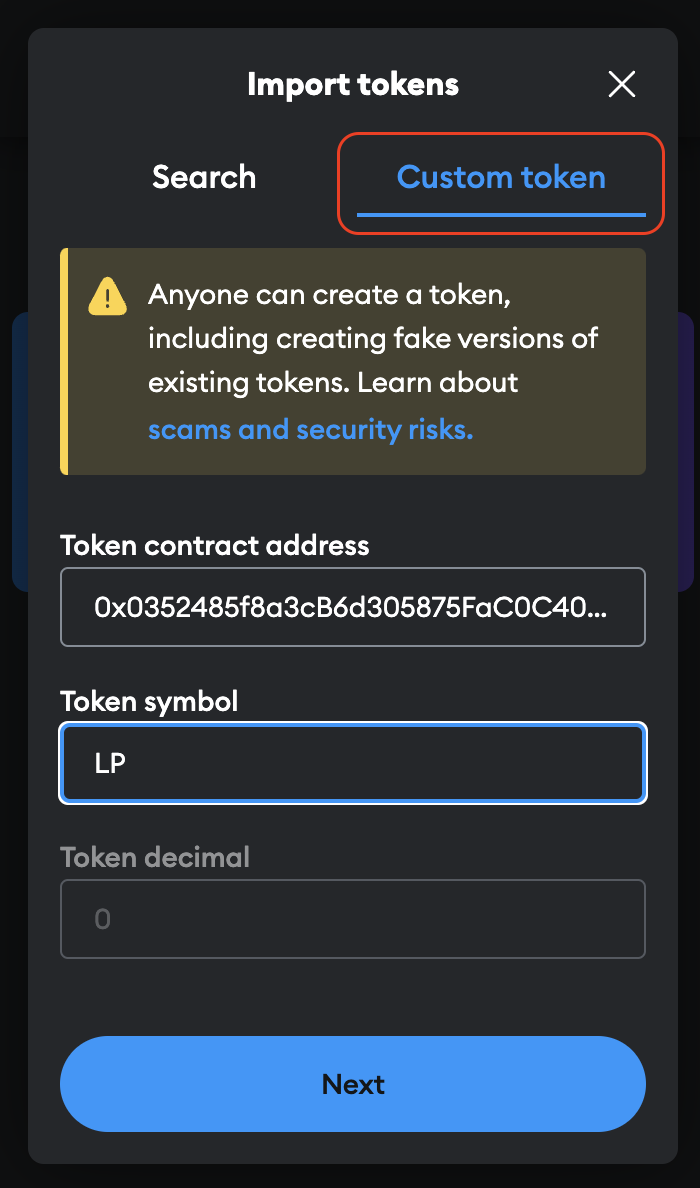 Import tokens
Search
Custom token
Anyone can create a token,
including creating fake versions of
existing tokens. Learn about
scams and security risks.
Token contract address
0x0352485f8a3cB6d305875FaC0C40...
Token symbol
LP
Token decimal
0
Next